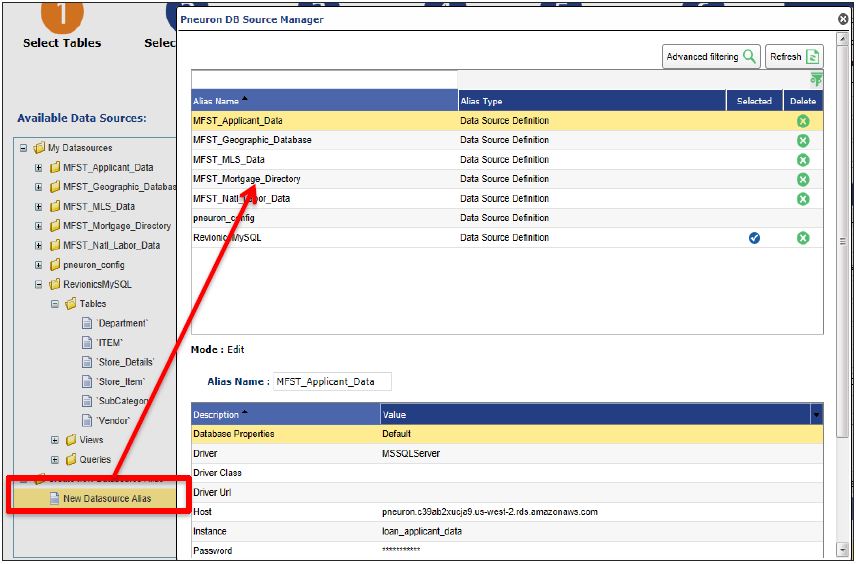 1
Select Tables
Selec
Pneuron DB Source Manager
Advanced filtering
Refresh
Alias Name
Alias Type
Selected
Delete
MFST_Applicant_Data
Data Source Definition
MFST_Geographic_Database
Data Source Definition
MFST_MLS_Data
Data Source Definition
MFST_Mortgage_Directory
Data Source Definition
MFST_Natl_Labor_Data
Data Source Definition
pneuron_config
Data Source Definition
RevionicsMySQL
Data Source Definition
Available Data Sources:
My Datasources
MFST_Applicant_Data
MFST_Geographic_Databas
MFST_MLS_Data
MFST_Mortgage_Directory
MFST_Natl_Labor_Data
pneuron_config
RevionicsMySQL
Tables
`Department`
`ITEM`
`Store_Details`
`Store_Item`
`SubCategory
`Vendor`
Views
Queries
New Datasource Alias
Mode : Edit
Alias Name : MFST_Applicant_Data
Description
Value
Database Properties
Default
Driver
MSSQLServer
Driver Class
Driver Url
Host
pneuron.c39ab2xucja9.us-west-2.rds.amazonaws.com
Instance
loan_applicant_data
Password
***********